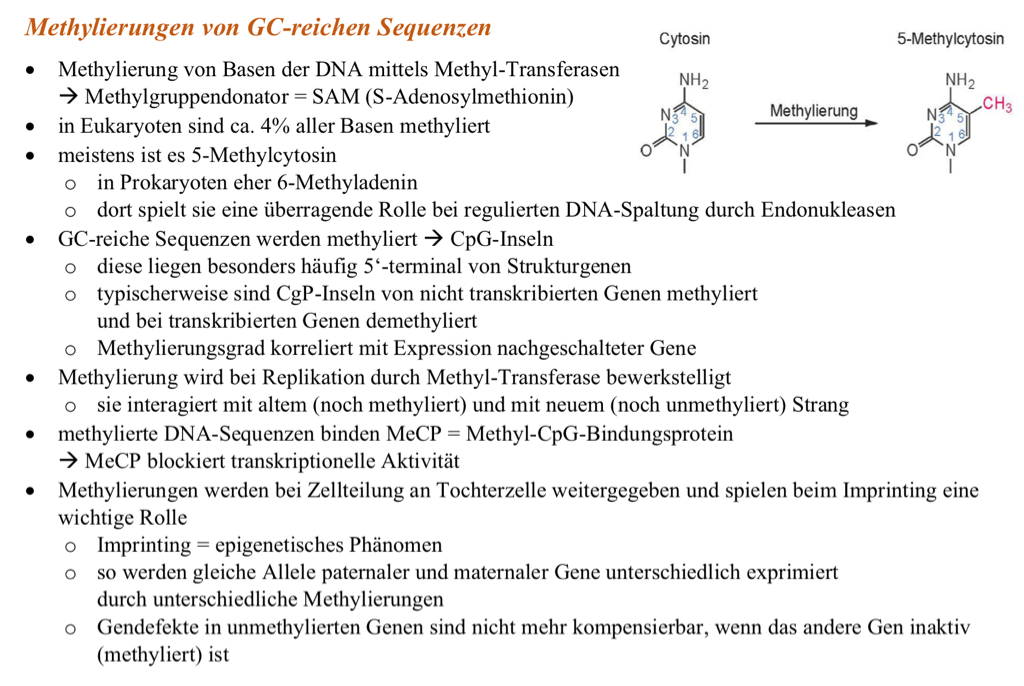 Methylierungen von GC-reichen Sequenzen
• Methylierung von Basen der DNA mittels Methyl-Transferasen
→ Methylgruppendonator = SAM (S-Adenosylmethionin)
• in Eukaryoten sind ca. 4% aller Basen methyliert
• meistens ist es 5-Methylcytosin
o in Prokaryoten eher 6-Methyladenin
o dort spielt sie eine überragende Rolle bei regulierten DNA-Spaltung durch Endonukleasen
• GC-reiche Sequenzen werden methyliert → CpG-Inseln
o diese liegen besonders häufig 5‘-terminal von Strukturgenen
o typischerweise sind CgP-Inseln von nicht transkribierten Genen methyliert
und bei transkribierten Genen demethyliert
o Methylierungsgrad korreliert mit Expression nachgeschalteter Gene
• Methylierung wird bei Replikation durch Methyl-Transferase bewerkstelligt
o sie interagiert mit altem (noch methyliert) und mit neuem (noch unmethyliert) Strang
• methylierte DNA-Sequenzen binden MeCP = Methyl-CpG-Bindungsprotein
→ MeCP blockiert transkriptionelle Aktivität
• Methylierungen werden bei Zellteilung an Tochterzelle weitergegeben und spielen beim Imprinting eine
wichtige Rolle
o Imprinting = epigenetisches Phänomen
o so werden gleiche Allele paternaler und maternaler Gene unterschiedlich exprimiert
durch unterschiedliche Methylierungen
o Gendefekte in unmethylierten Genen sind nicht mehr kompensierbar, wenn das andere Gen inaktiv
(methyliert) ist
Cytosin
NH2
N 3 4 5
2 1 6
O N
Methylierung
5-Methylcytosin
NH2
CH3
N 3 4 5
2 1 6
O N